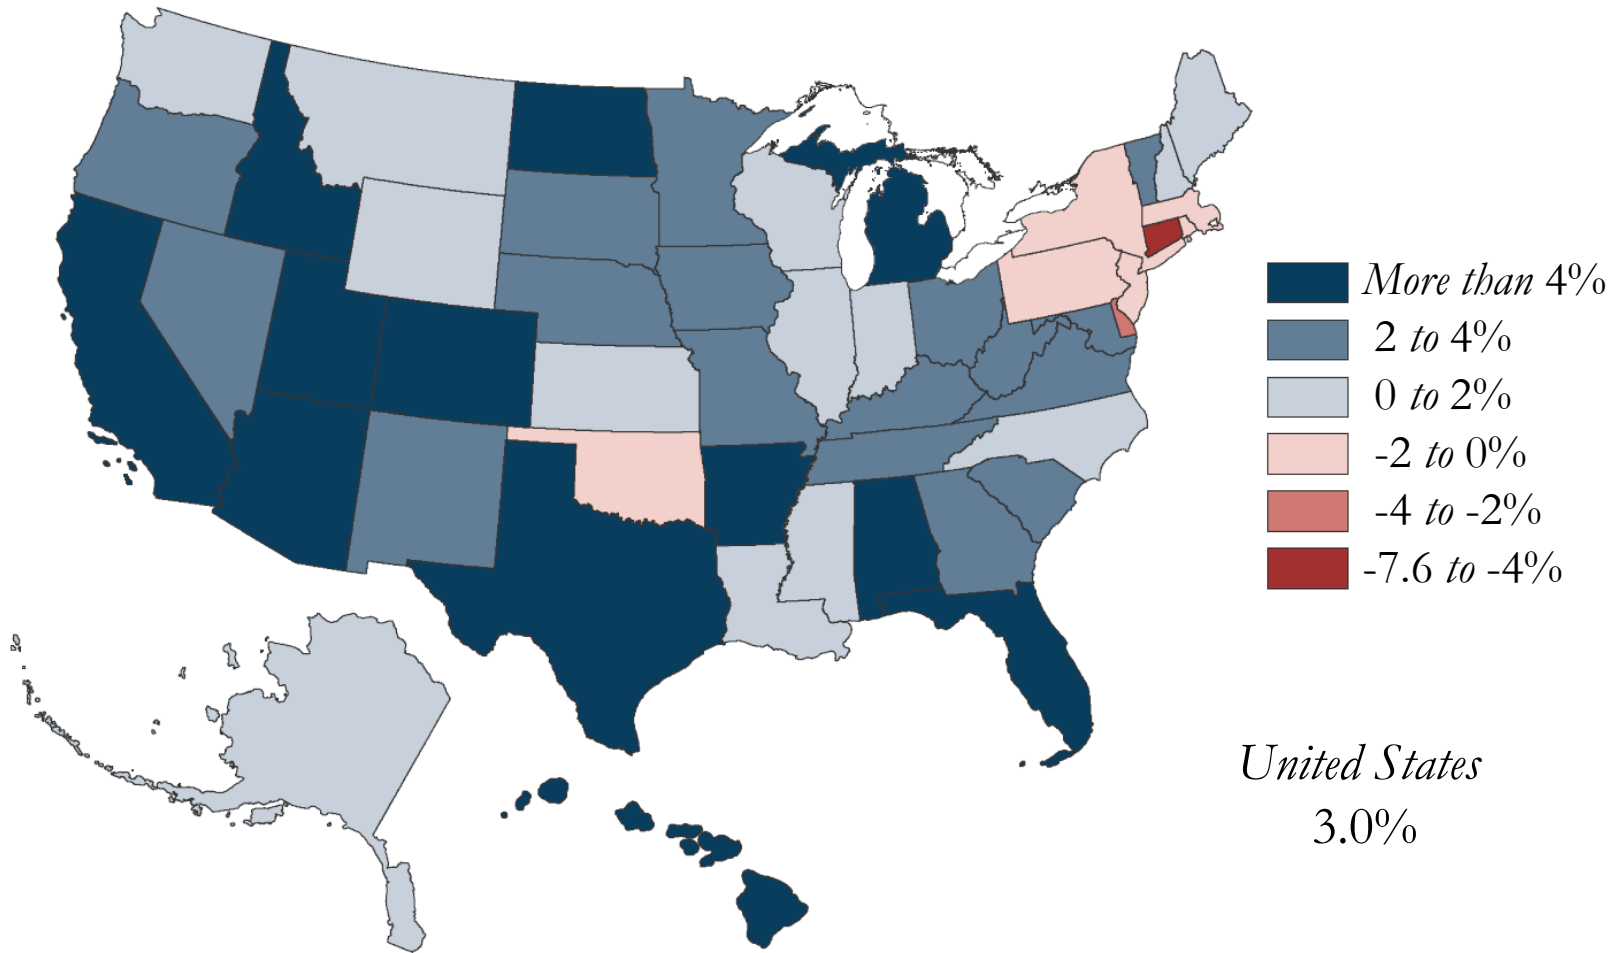 More than 4%
2 to 4%
0 to 2%
-2 to 0%
-4 to -2%
-7.6 to -4%
United States
3.0%